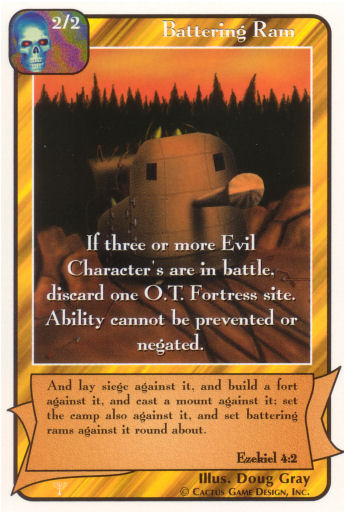 2/2
Battering Ram
If three or more Evil
Character's are in battle,
discard one O.T. Fortress site.
Ability cannot be prevented or
negated.
And lay siege against it, and build a fort
against it, and cast a mount against it; set
the camp also against it, and set battering
rams against it round about.
Ezekiel 4:2
Illus. Doug Gray
© Cactus Game Design, Inc.